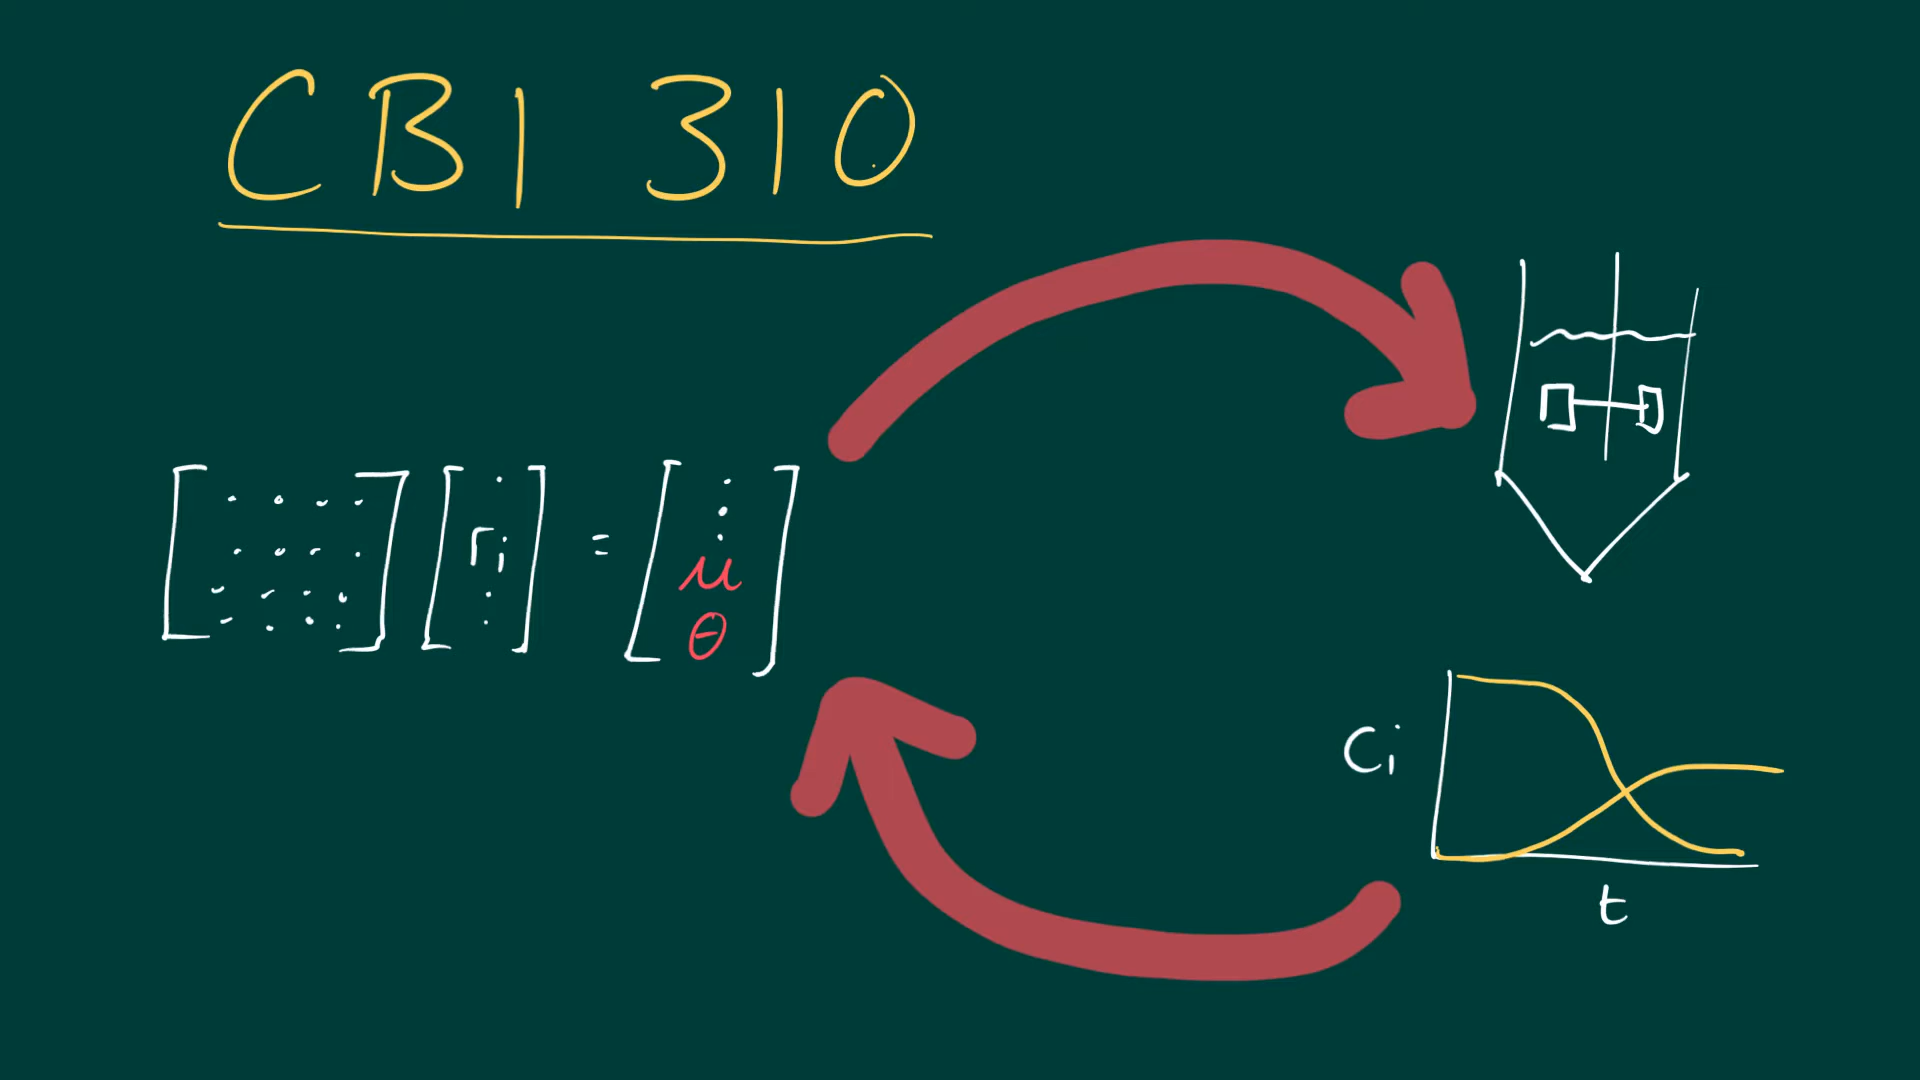 CBI 310
[ ] [ rᵢ ] = [ μ θ ]
Cᵢ
t